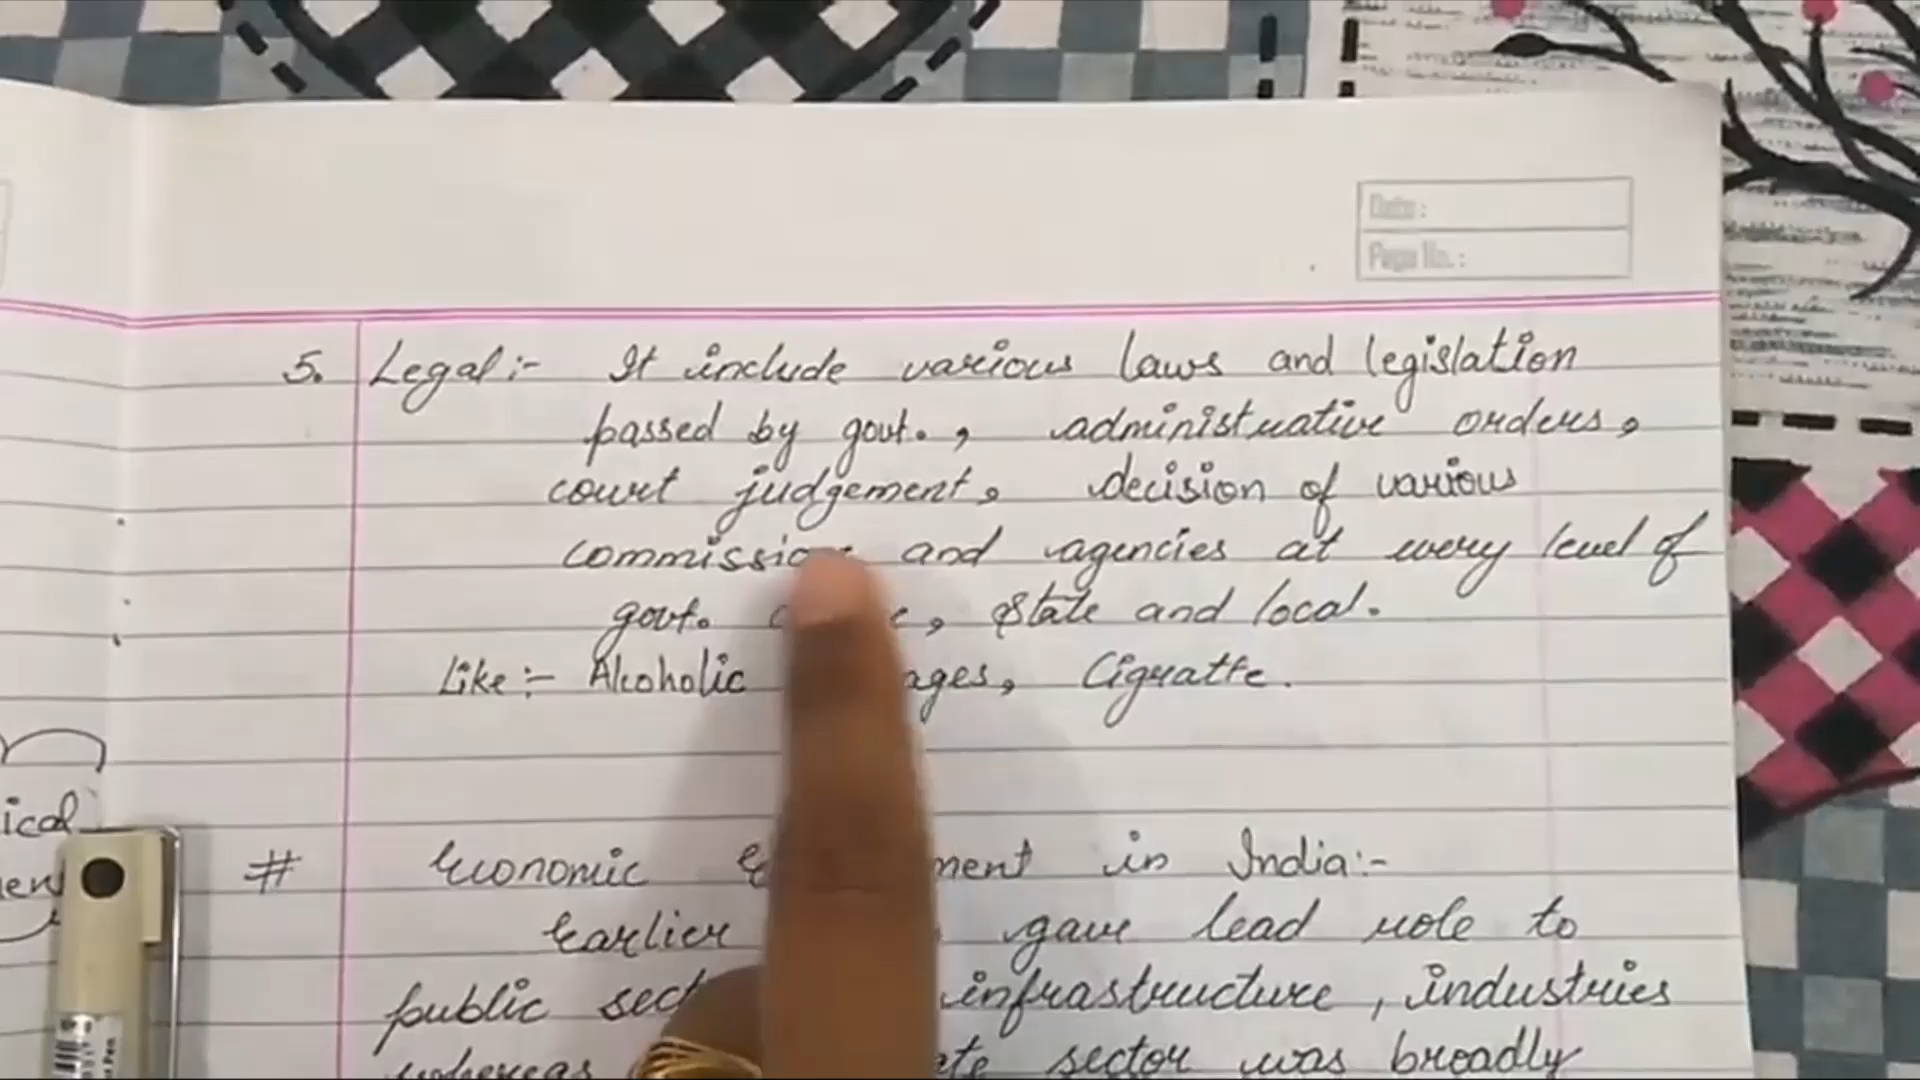 Date :
Page No. :
5. Legal :- It include various laws and legislation
passed by govt. , administrative orders ,
court judgement , decision of various
commission and agencies at every level of
govt. , State and local .
Like :- Alcoholic ages , Cigratte .
ical
# Economic ment in India :-
Earlier gave lead role to
public sect infrastructure , industries
whereas sector was broadly